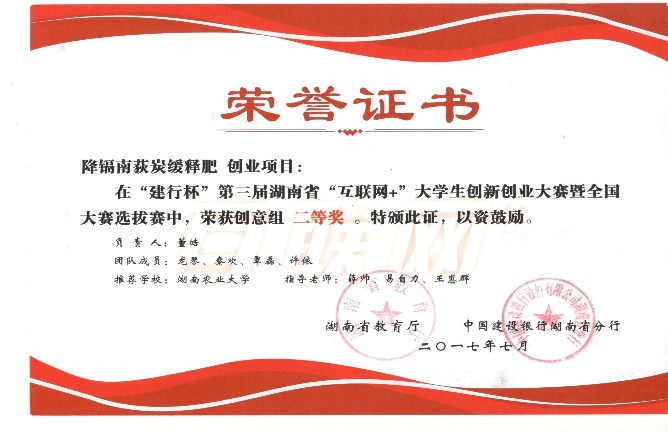 荣誉证书
降镉南荻炭缓释肥 创业项目：
在“建行杯”第三届湖南省“互联网+”大学生创新创业大赛暨全国
大赛选拔赛中，荣获创意组 二等奖 。特颁此证，以资鼓励。
负责人：董皓
团队成员：龙琴、秦欢、覃磊、许依
推荐学校：湖南农业大学 指导老师：薛帅、易自力、王惠群
湖南省教育厅 中国建设银行湖南省分行
二〇一七年七月